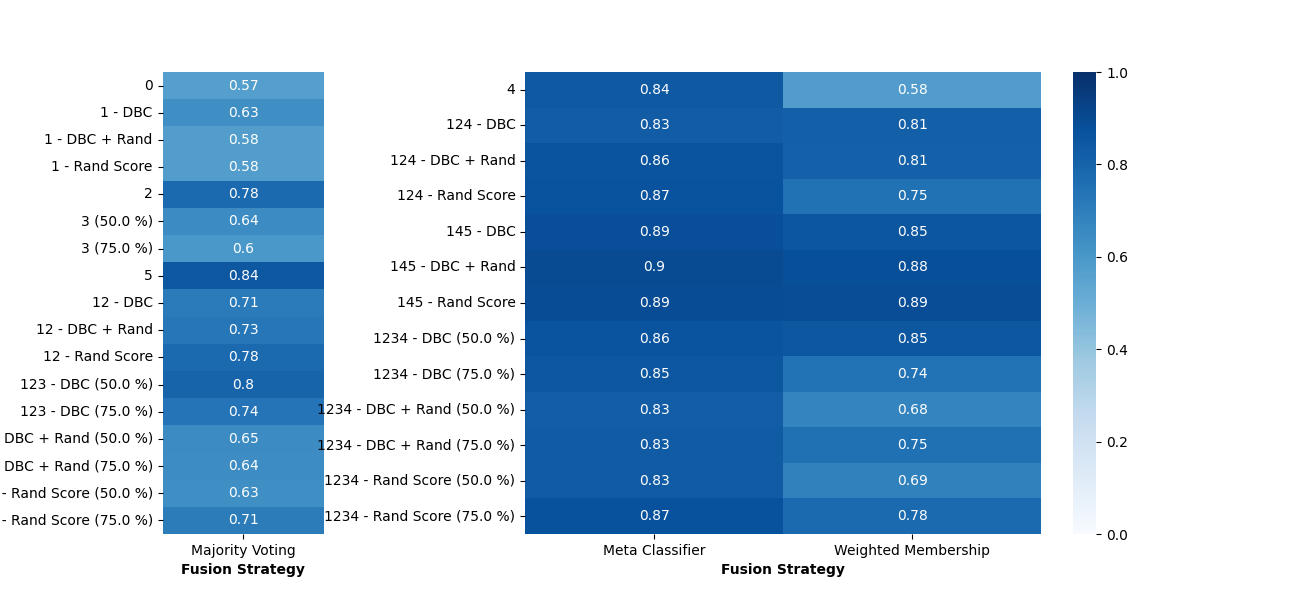 0 0.57
1 - DBC 0.63
1 - DBC + Rand 0.58
1 - Rand Score 0.58
2 0.78
3 (50.0 %) 0.64
3 (75.0 %) 0.6
5 0.84
12 - DBC 0.71
12 - DBC + Rand 0.73
12 - Rand Score 0.78
123 - DBC (50.0 %) 0.8
123 - DBC (75.0 %) 0.74
DBC + Rand (50.0 %) 0.65
DBC + Rand (75.0 %) 0.64
- Rand Score (50.0 %) 0.63
- Rand Score (75.0 %) 0.71
Majority Voting
Fusion Strategy
4 0.84 0.58
124 - DBC 0.83 0.81
124 - DBC + Rand 0.86 0.81
124 - Rand Score 0.87 0.75
145 - DBC 0.89 0.85
145 - DBC + Rand 0.9 0.88
145 - Rand Score 0.89 0.89
1234 - DBC (50.0 %) 0.86 0.85
1234 - DBC (75.0 %) 0.85 0.74
1234 - DBC + Rand (50.0 %) 0.83 0.68
1234 - DBC + Rand (75.0 %) 0.83 0.75
1234 - Rand Score (50.0 %) 0.83 0.69
1234 - Rand Score (75.0 %) 0.87 0.78
Meta Classifier Weighted Membership
Fusion Strategy
1.0
0.8
0.6
0.4
0.2
0.0